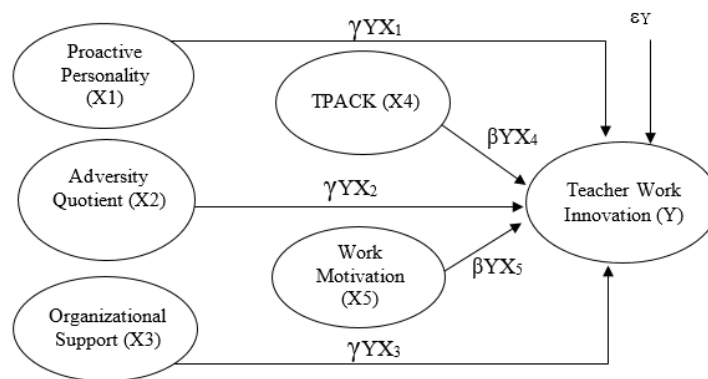 γYX₁
εY
Proactive
Personality
(X1)
TPACK (X4)
βYX₄
Adversity
Quotient (X2)
γYX₂
Teacher Work
Innovation (Y)
Work
Motivation
(X5)
βYX₅
Organizational
Support (X3)
γYX₃